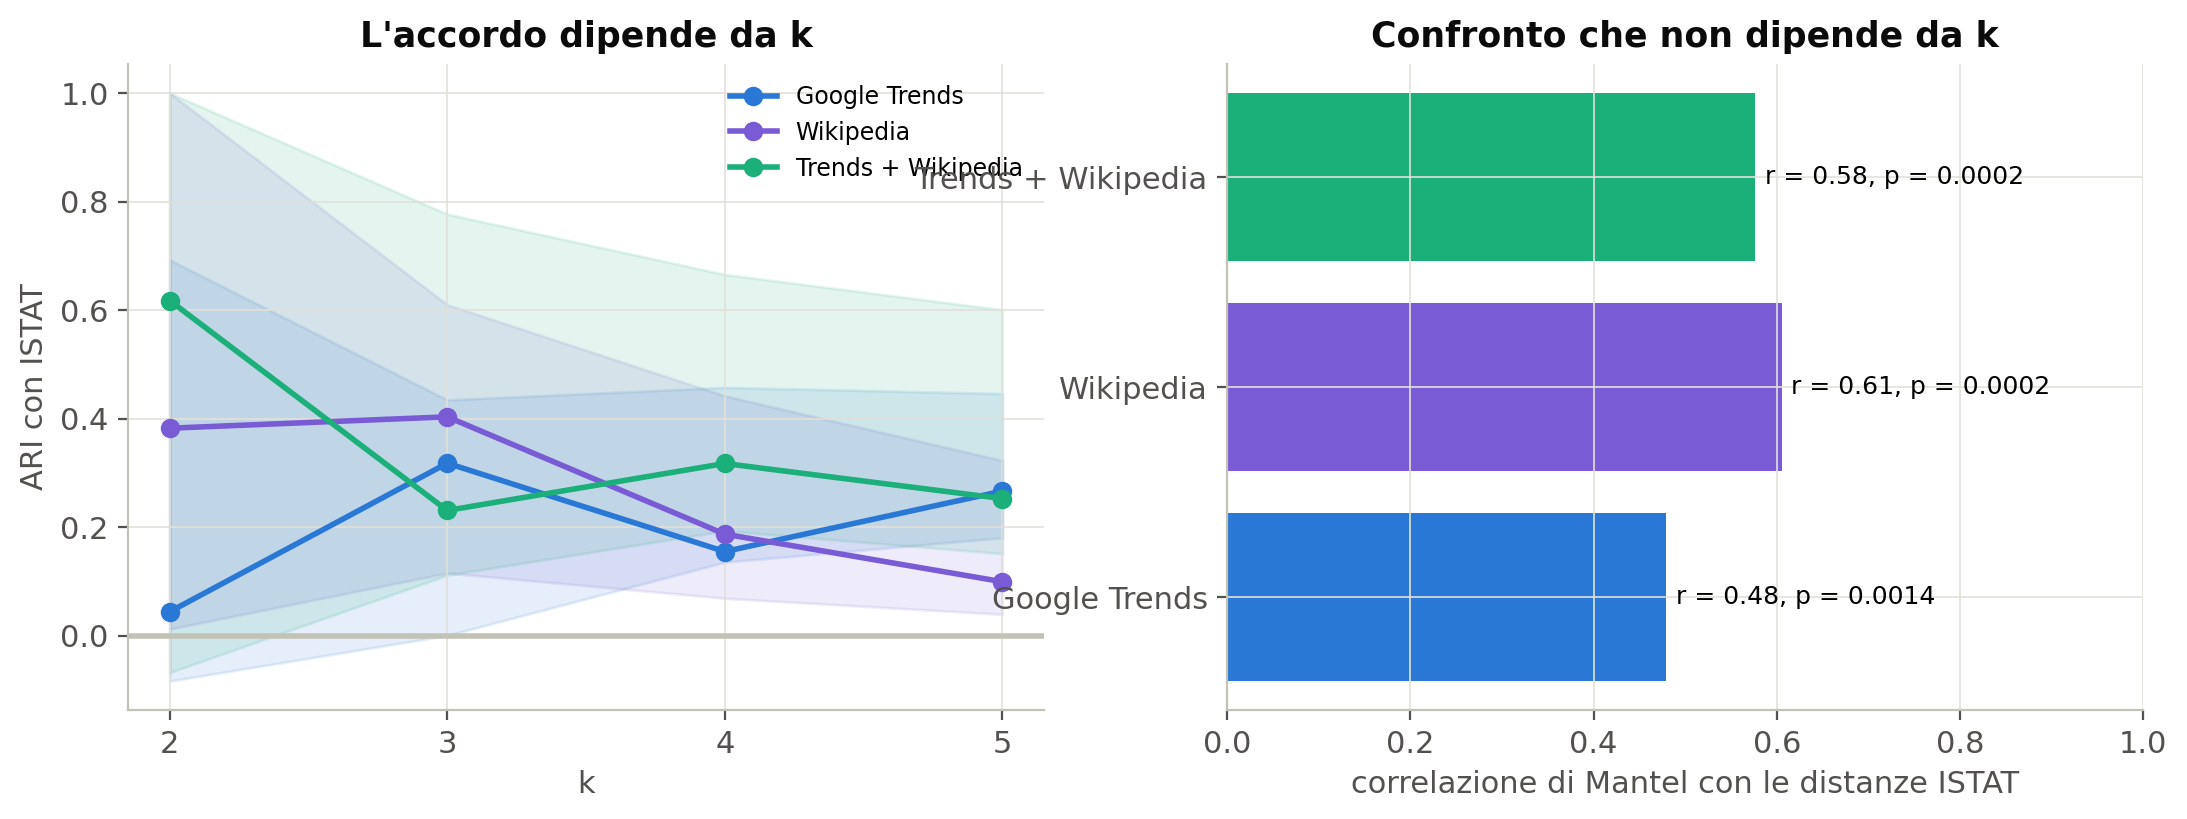 L'accordo dipende da k
ARI con ISTAT
1.0
0.8
0.6
0.4
0.2
0.0
2 3 4 5
k
Google Trends
Wikipedia
Trends + Wikipedia
Confronto che non dipende da k
Trends + Wikipedia
Wikipedia
Google Trends
r = 0.58, p = 0.0002
r = 0.61, p = 0.0002
r = 0.48, p = 0.0014
0.0 0.2 0.4 0.6 0.8 1.0
correlazione di Mantel con le distanze ISTAT